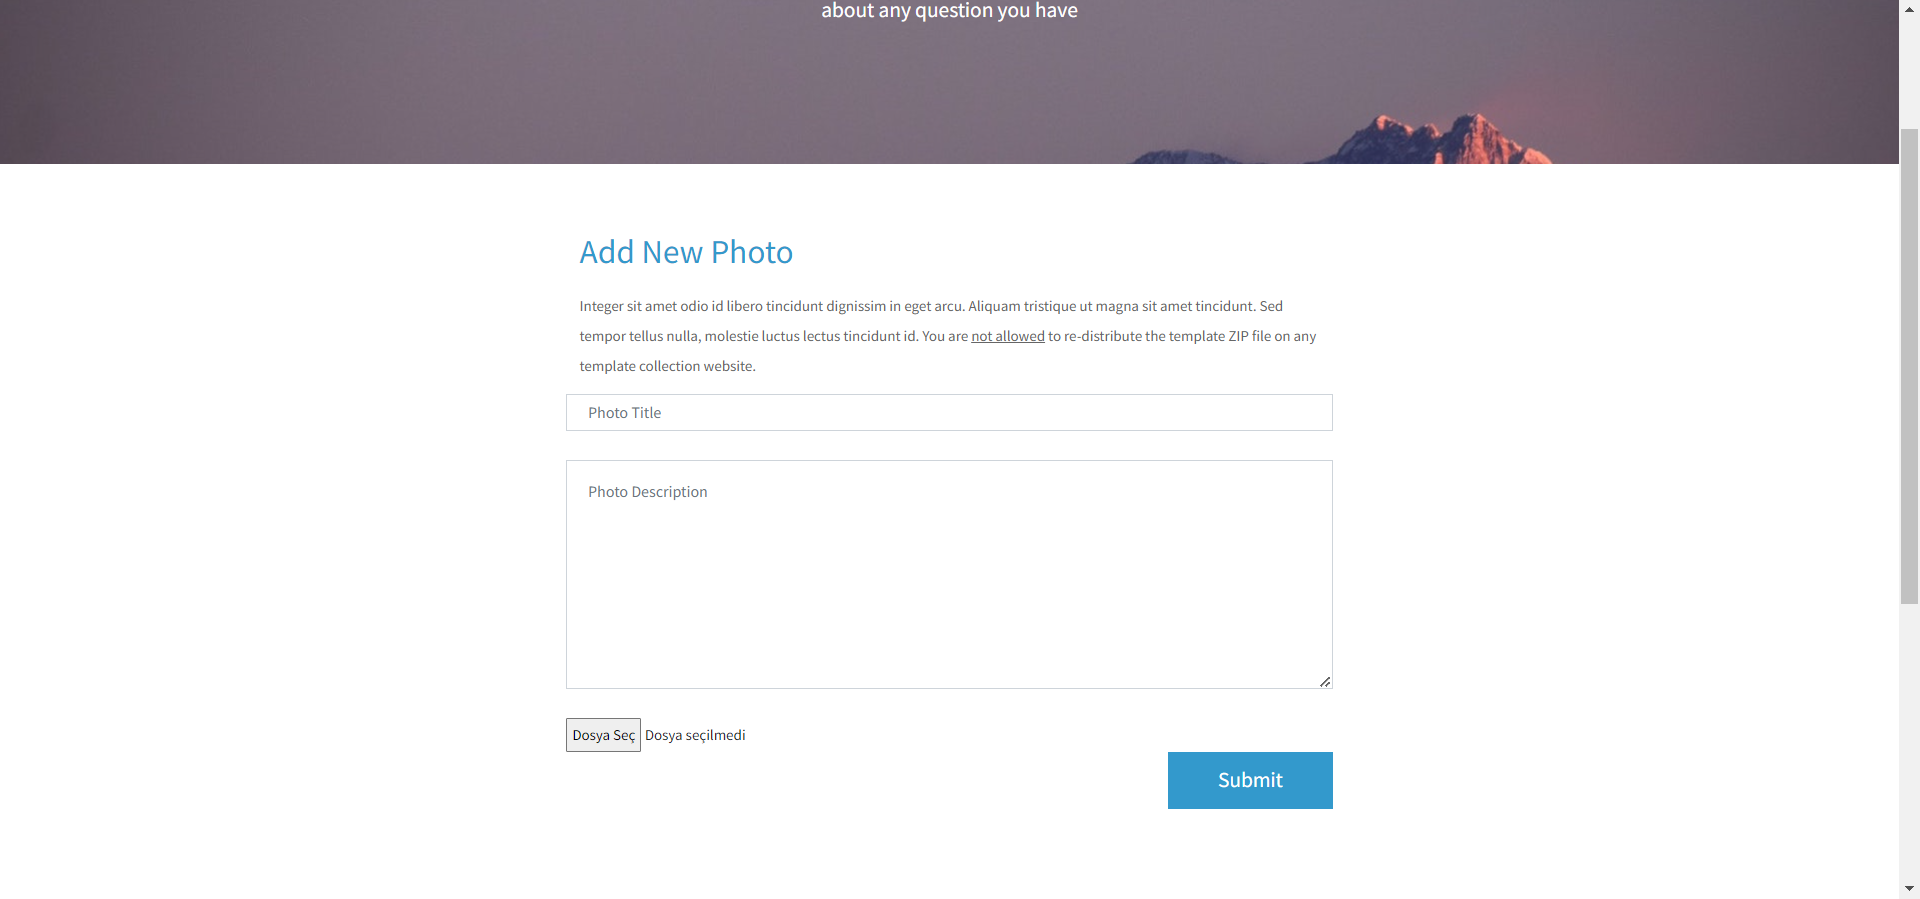 about any question you have
Add New Photo
Integer sit amet odio id libero tincidunt dignissim in eget arcu. Aliquam tristique ut magna sit amet tincidunt. Sed
tempor tellus nulla, molestie luctus lectus tincidunt id. You are not allowed to re-distribute the template ZIP file on any
template collection website.
Photo Title
Photo Description
Dosya Seç Dosya seçilmedi
Submit